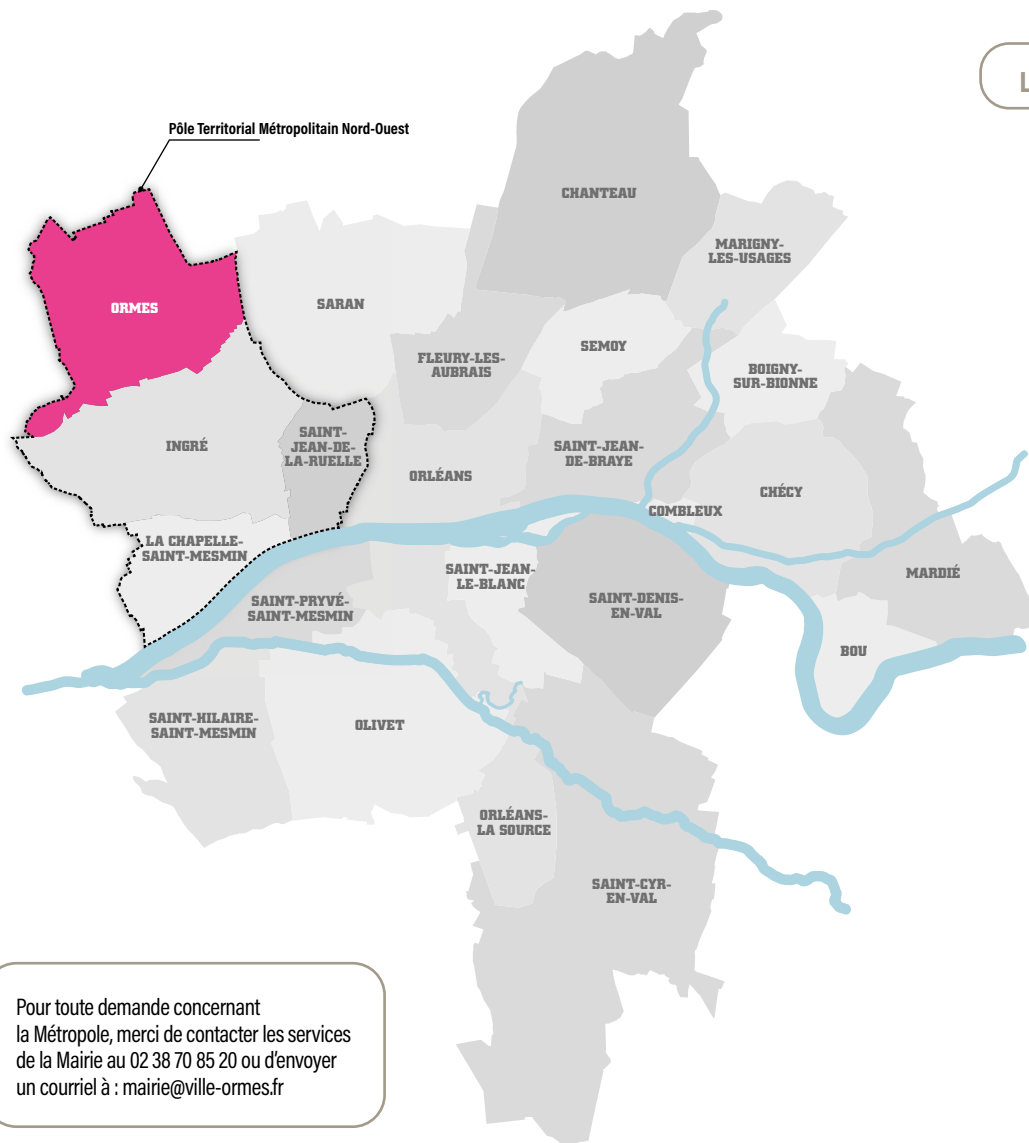 L
Pôle Territorial Métropolitain Nord-Ouest
CHANTEAU
MARIGNY-
LES-USAGES
ORMES
SARAN
SEMOY
FLEURY-LES-
AUBRAIS
BOIGNY-
SUR-BIONNE
INGRÉ
SAINT-
JEAN-DE-
LA-RUELLE
ORLÉANS
SAINT-JEAN-
DE-BRAYE
CHÉCY
COMBLEUX
LA CHAPELLE-
SAINT-MESMIN
SAINT-JEAN-
LE-BLANC
MARDIÉ
SAINT-PRYVÉ-
SAINT-MESMIN
SAINT-DENIS-
EN-VAL
BOU
SAINT-HILAIRE-
SAINT-MESMIN
OLIVET
ORLÉANS-
LA SOURCE
SAINT-CYR-
EN-VAL
Pour toute demande concernant
la Métropole, merci de contacter les services
de la Mairie au 02 38 70 85 20 ou d'envoyer
un courriel à : mairie@ville-ormes.fr